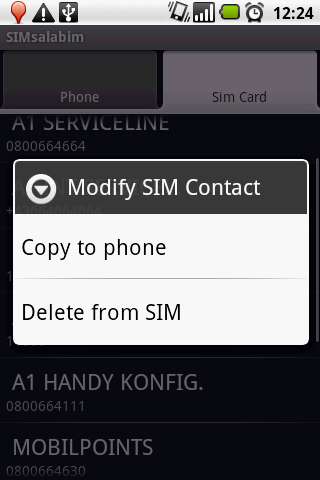 12:24
SIMsalabim
Phone
Sim Card
A1 SERVICELINE
0800664664
Modify SIM Contact
Copy to phone
Delete from SIM
A1 HANDY KONFIG.
0800664111
MOBILPOINTS
0800664630